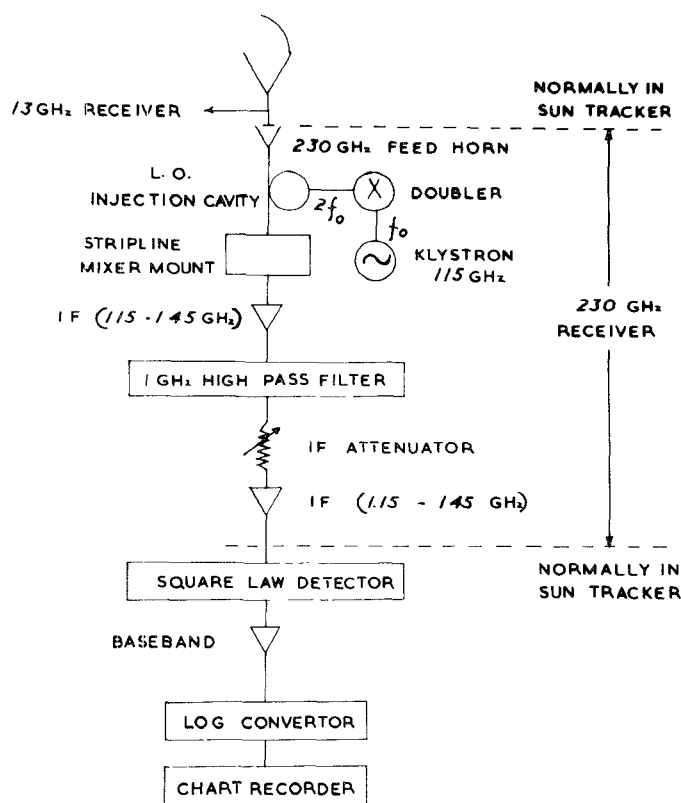 13 GHz RECEIVER
NORMALLY IN
SUN TRACKER
230 GHz FEED HORN
L. O.
INJECTION CAVITY
2f₀
X
DOUBLER
f₀
STRIPLINE
MIXER MOUNT
KLYSTRON
115 GHz
IF (1.15 - 1.45 GHz)
230 GHz
RECEIVER
1 GHz HIGH PASS FILTER
IF ATTENUATOR
IF (1.15 - 1.45 GHz)
SQUARE LAW DETECTOR
NORMALLY IN
SUN TRACKER
BASEBAND
LOG CONVERTOR
CHART RECORDER